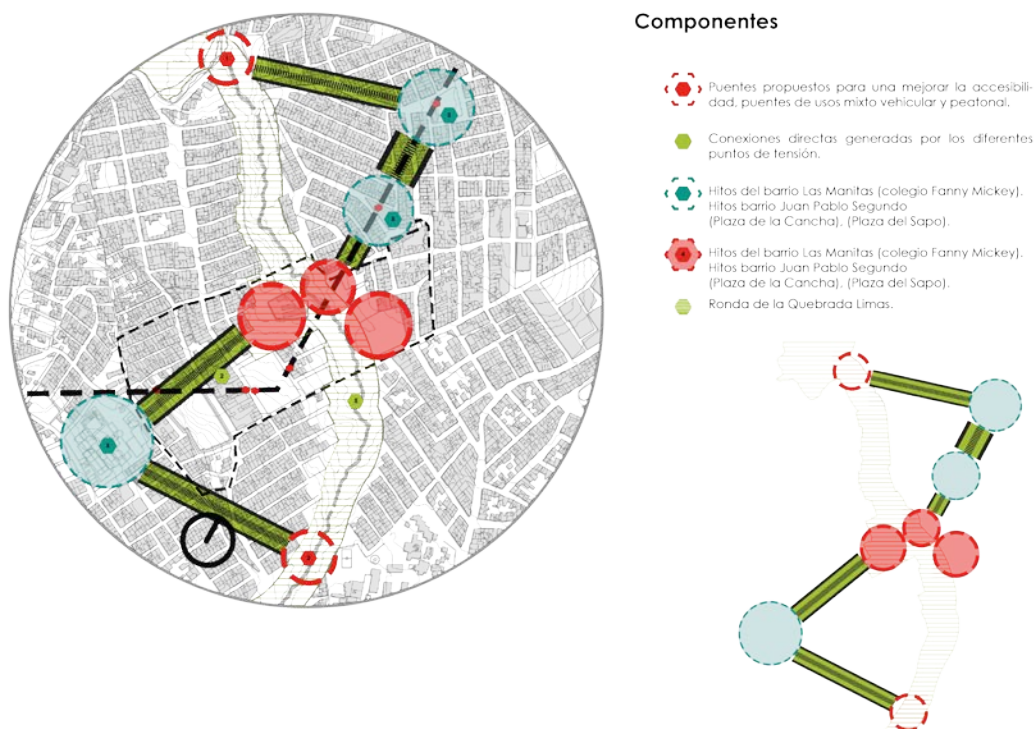 Componentes
Puentes propuestos para una mejorar la accesibili-
dad, puentes de usos mixto vehicular y peatonal.
Conexiones directas generadas por los diferentes
puntos de tensión.
Hitos del barrio Las Manitas (colegio Fanny Mickey).
Hitos barrio Juan Pablo Segundo
(Plaza de la Cancha), (Plaza del Sapo).
Hitos del barrio Las Manitas (colegio Fanny Mickey).
Hitos barrio Juan Pablo Segundo
(Plaza de la Cancha), (Plaza del Sapo).
Ronda de la Quebrada Limas.